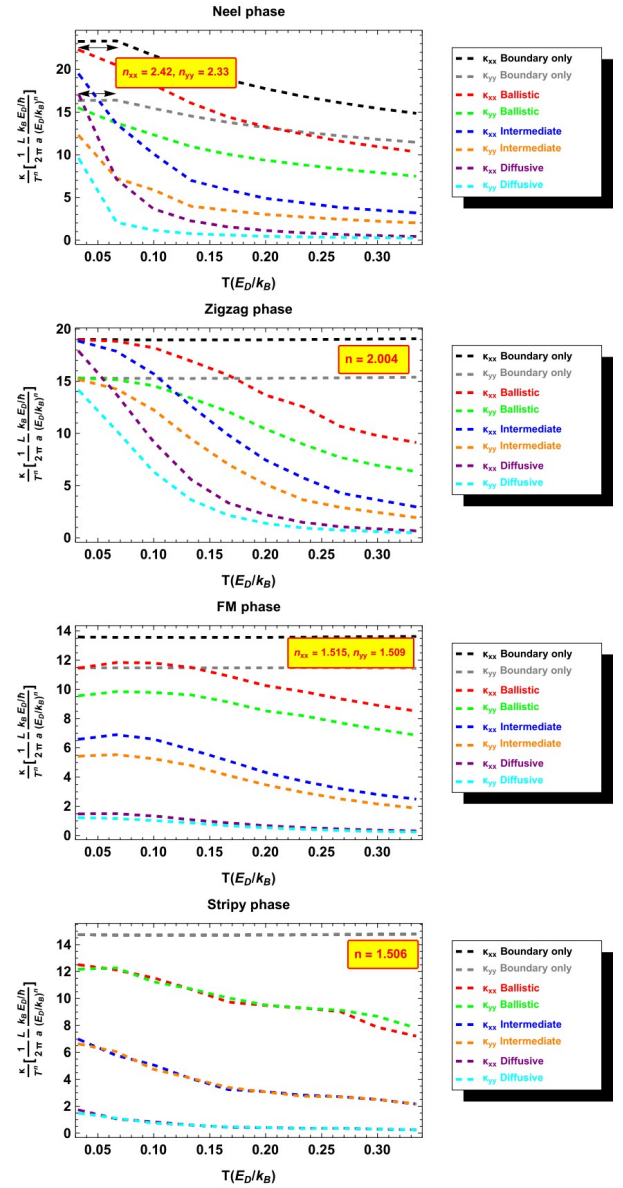 Neel phase
κ/Tⁿ [1/2π L/a k_B E_D/ħ/(E_D/k_B)ⁿ]
20
15
10
5
0
n_xx = 2.42, n_yy = 2.33
0.05 0.10 0.15 0.20 0.25 0.30
T(E_D/k_B)
κ_xx Boundary only
κ_yy Boundary only
κ_xx Ballistic
κ_yy Ballistic
κ_xx Intermediate
κ_yy Intermediate
κ_xx Diffusive
κ_yy Diffusive
Zigzag phase
κ/Tⁿ [1/2π L/a k_B E_D/ħ/(E_D/k_B)ⁿ]
20
15
10
5
0
n = 2.004
0.05 0.10 0.15 0.20 0.25 0.30
T(E_D/k_B)
κ_xx Boundary only
κ_yy Boundary only
κ_xx Ballistic
κ_yy Ballistic
κ_xx Intermediate
κ_yy Intermediate
κ_xx Diffusive
κ_yy Diffusive
FM phase
κ/Tⁿ [1/2π L/a k_B E_D/ħ/(E_D/k_B)ⁿ]
14
12
10
8
6
4
2
0
n_xx = 1.515, n_yy = 1.509
0.05 0.10 0.15 0.20 0.25 0.30
T(E_D/k_B)
κ_xx Boundary only
κ_yy Boundary only
κ_xx Ballistic
κ_yy Ballistic
κ_xx Intermediate
κ_yy Intermediate
κ_xx Diffusive
κ_yy Diffusive
Stripy phase
κ/Tⁿ [1/2π L/a k_B E_D/ħ/(E_D/k_B)ⁿ]
14
12
10
8
6
4
2
0
n = 1.506
0.05 0.10 0.15 0.20 0.25 0.30
T(E_D/k_B)
κ_xx Boundary only
κ_yy Boundary only
κ_xx Ballistic
κ_yy Ballistic
κ_xx Intermediate
κ_yy Intermediate
κ_xx Diffusive
κ_yy Diffusive